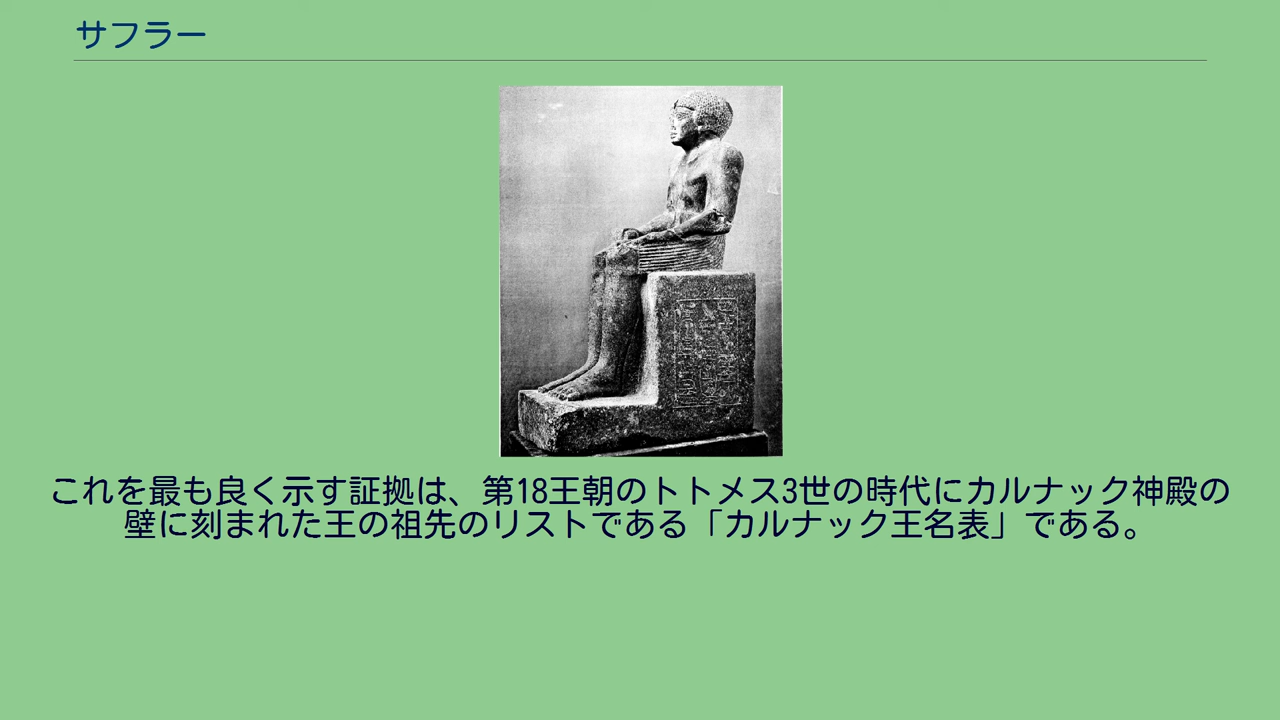 サフラー
これを最も良く示す証拠は、第18王朝のトトメス3世の時代にカルナック神殿の
壁に刻まれた王の祖先のリストである「カルナック王名表」である。